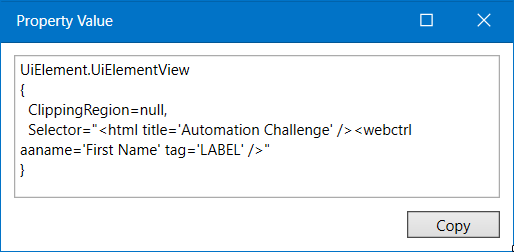 Property Value
UiElement.UiElementView
{
  ClippingRegion=null,
  Selector="<html title='Automation Challenge' /><webctrl
aaname='First Name' tag='LABEL' />"
}
Copy